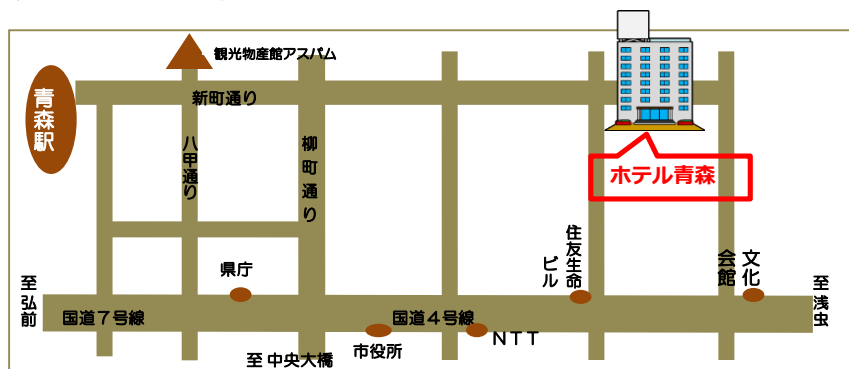 観光物産館アスパム
新町通り
青森駅
八甲通り
柳町通り
ホテル青森
県庁
住友生命
ビル
文化
会館
至弘前
至浅虫
国道７号線
国道４号線
市役所
ＮＴＴ
至中央大橋